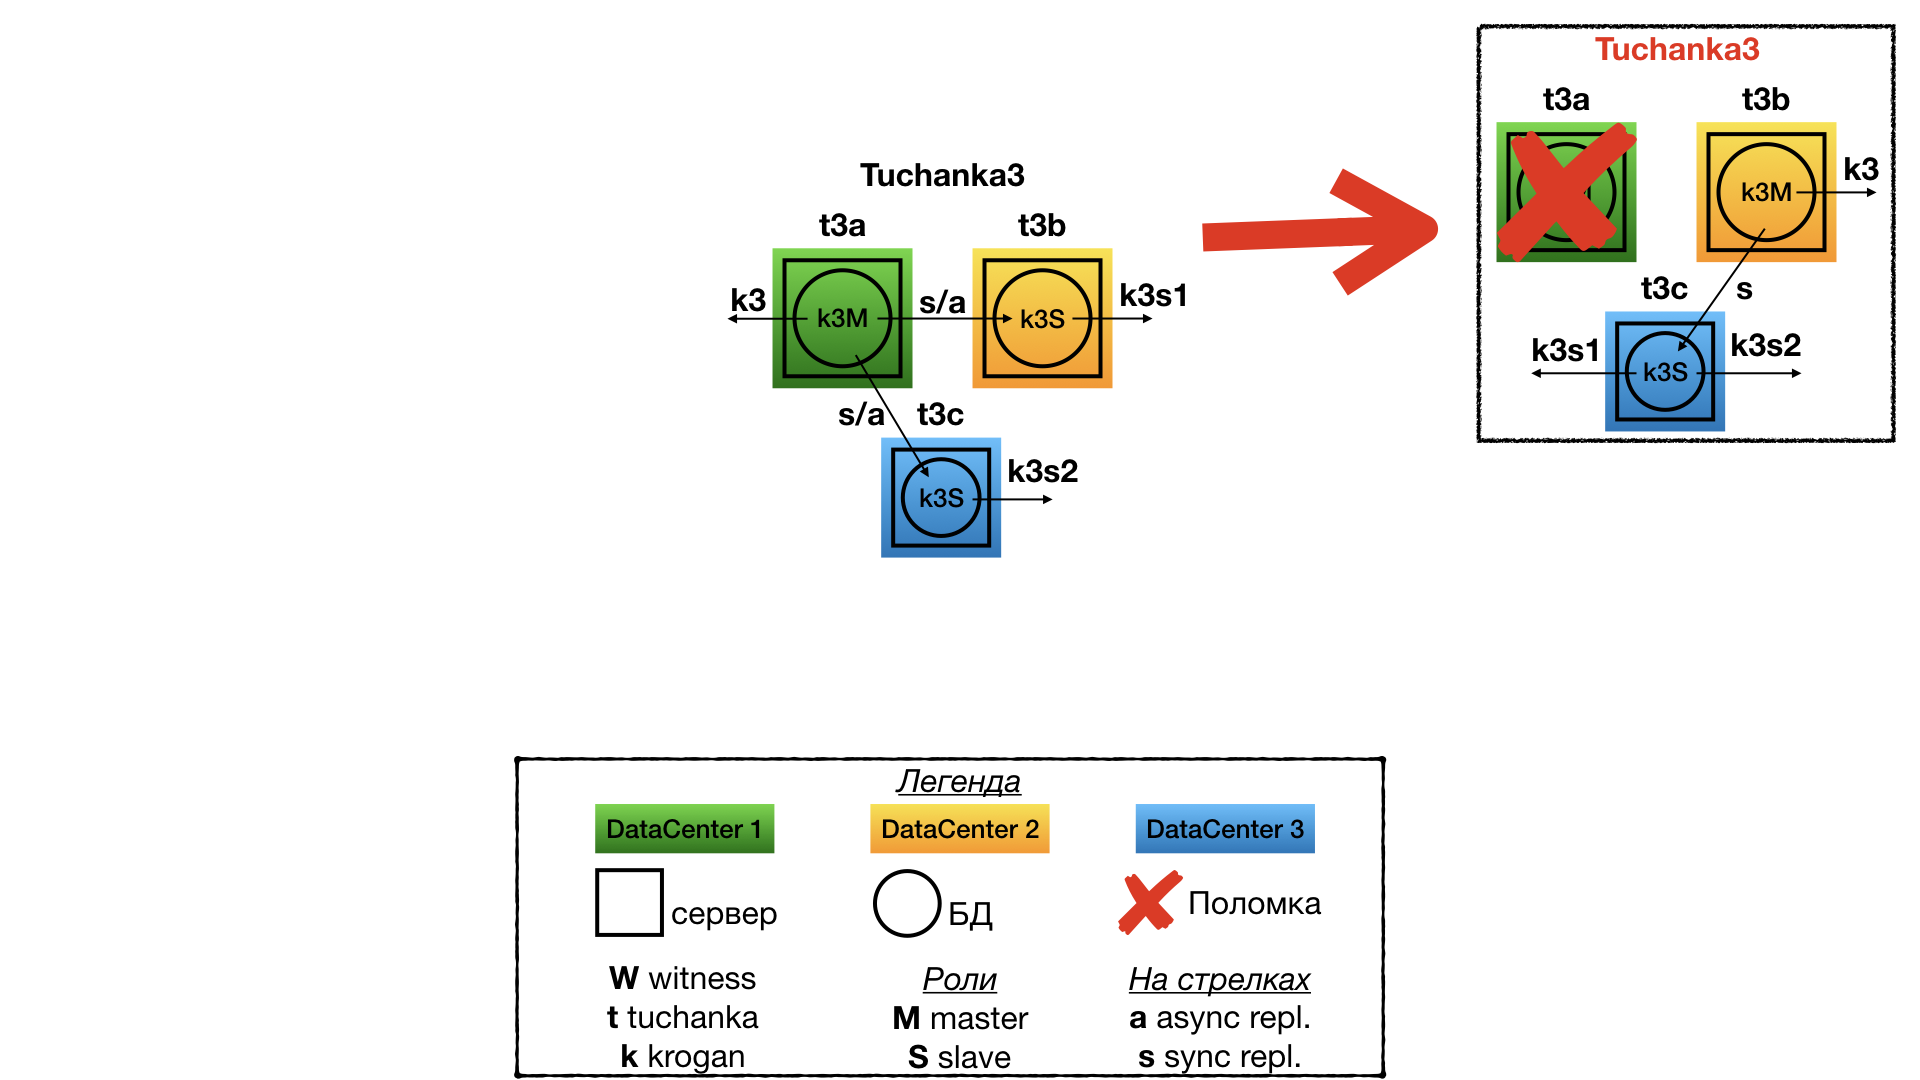 Tuchanka3
t3a
t3b
k3
k3M
s/a
k3S
k3s1
s/a
t3c
k3S
k3s2
Tuchanka3
t3a
t3b
k3M
k3
t3c
s
k3s1
k3S
k3s2
Легенда
DataCenter 1
DataCenter 2
DataCenter 3
сервер
БД
Поломка
W witness
Роли
На стрелках
t tuchanka
M master
a async repl.
k krogan
S slave
s sync repl.